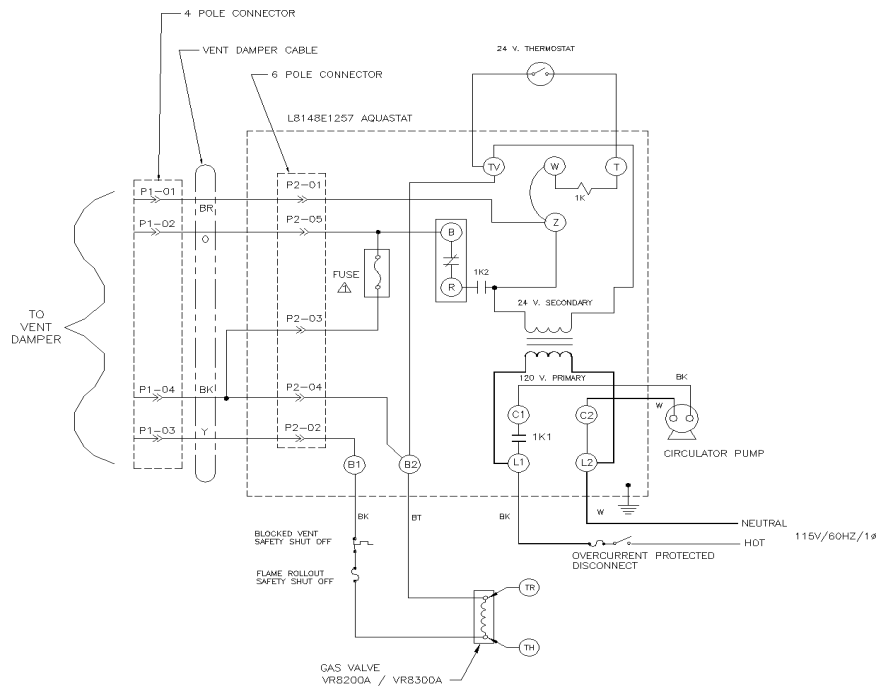 4 POLE CONNECTOR
VENT DAMPER CABLE
6 POLE CONNECTOR
24 V. THERMOSTAT
L8148E1257 AQUASTAT
TV
W
T
1K
Z
P1-01
BR
P2-01
P1-02
O
P2-05
B
R
1K2
FUSE
1
24 V. SECONDARY
P2-03
TO
VENT
DAMPER
120 V. PRIMARY
BK
P1-04
BK
P2-04
W
C1
C2
1K1
P1-03
Y
P2-02
CIRCULATOR PUMP
B1
B2
L1
L2
BK
BT
BK
W
NEUTRAL
115V/60HZ/1ø
HOT
BLOCKED VENT
SAFETY SHUT OFF
OVERCURRENT PROTECTED
DISCONNECT
FLAME ROLLOUT
SAFETY SHUT OFF
TR
TH
GAS VALVE
VR8200A / VR8300A